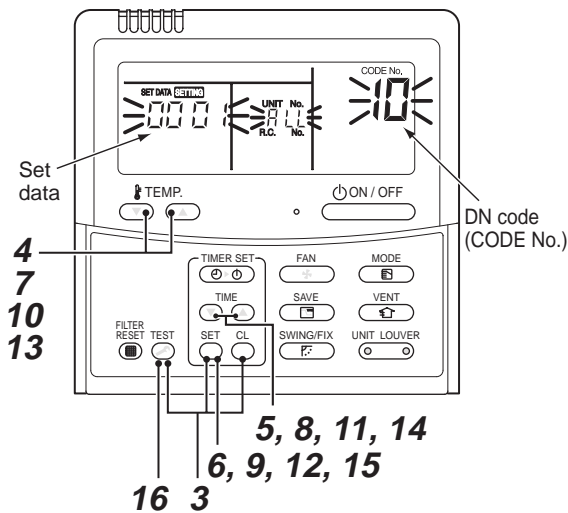 CODE No.
SET DATA SETTING
0001
UNIT No.
ALL
R.C. No.
10
Set
data
TEMP.
ON / OFF
DN code
(CODE No.)
4
7
10
13
TIMER SET
FAN
MODE
TIME
SAVE
VENT
FILTER
RESET TEST
SET CL
SWING/FIX
UNIT LOUVER
5, 8, 11, 14
6, 9, 12, 15
16 3